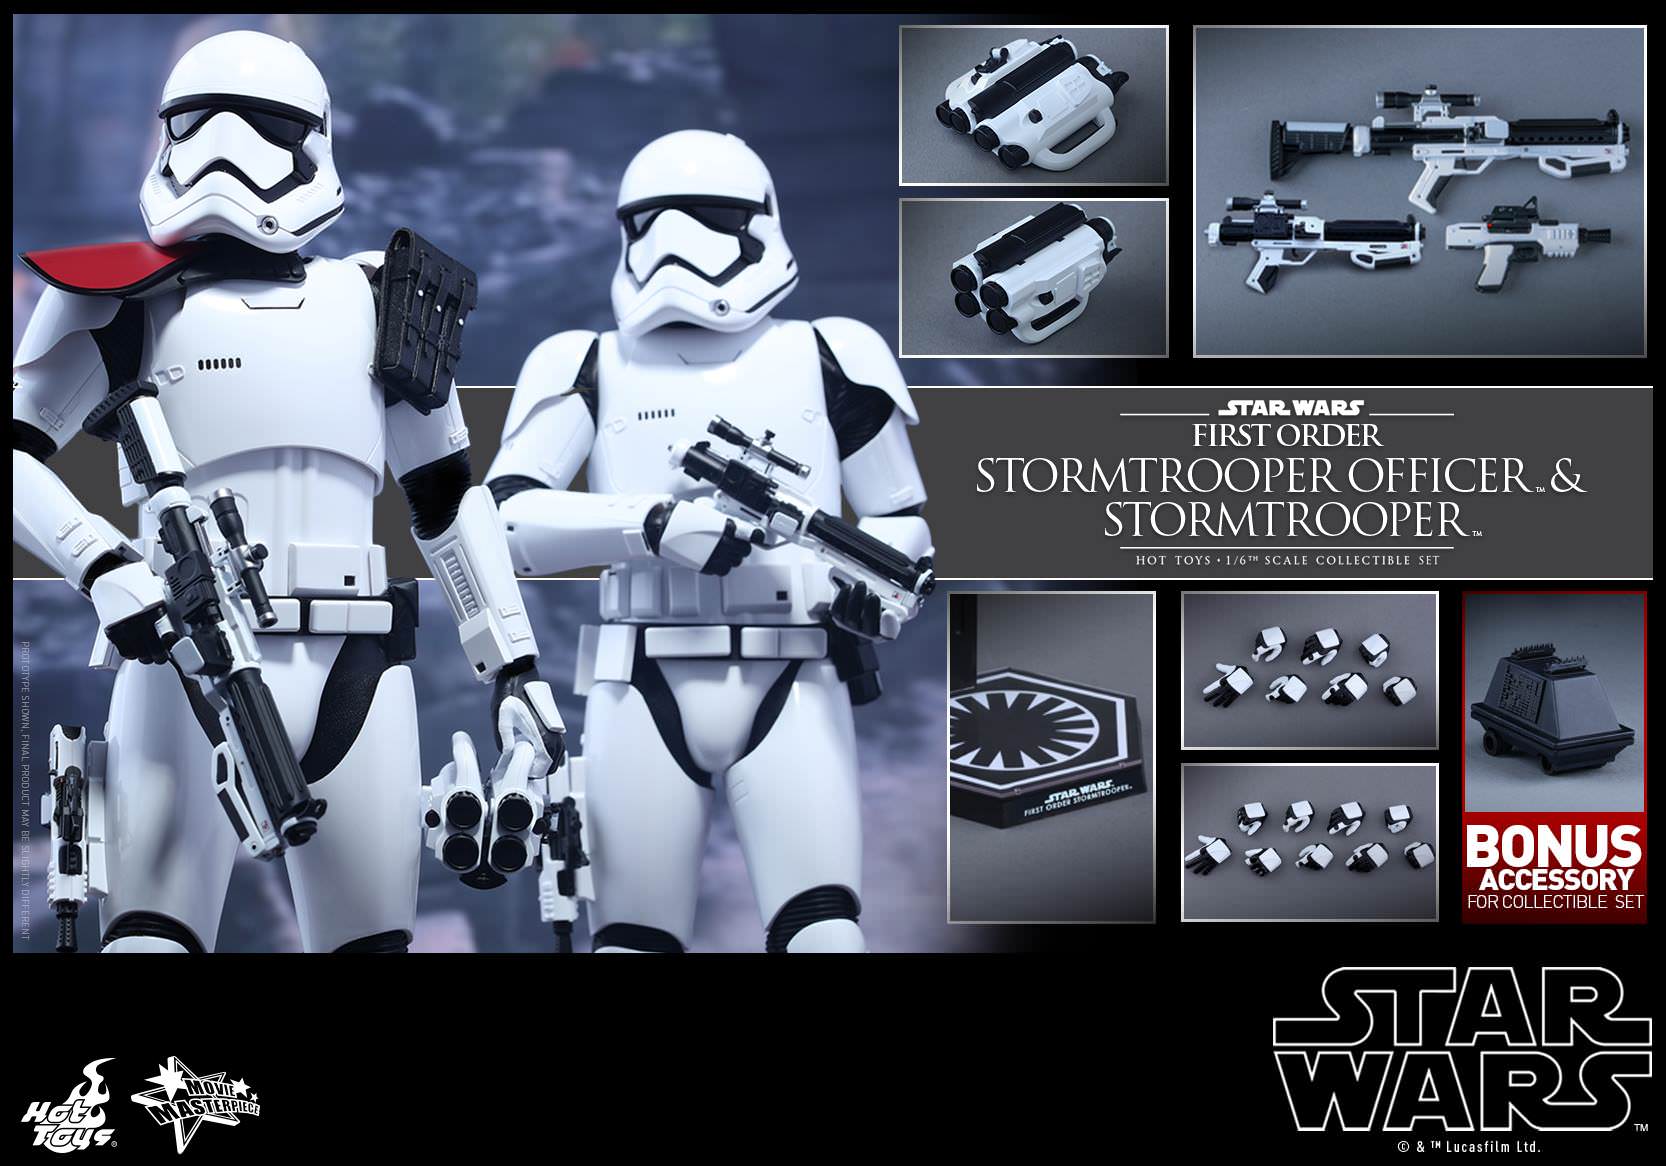 STAR WARS
FIRST ORDER
STORMTROOPER OFFICER™ &
STORMTROOPER™
HOT TOYS • 1/6TH SCALE COLLECTIBLE SET
PROTOTYPE SHOWN, FINAL PRODUCT MAY BE SLIGHTLY DIFFERENT
STAR WARS
FIRST ORDER STORMTROOPER™
BONUS
ACCESSORY
FOR COLLECTIBLE SET
Hot
Toys®
MOVIE
MASTERPIECE
STAR
WARS™
© & ™ Lucasfilm Ltd.